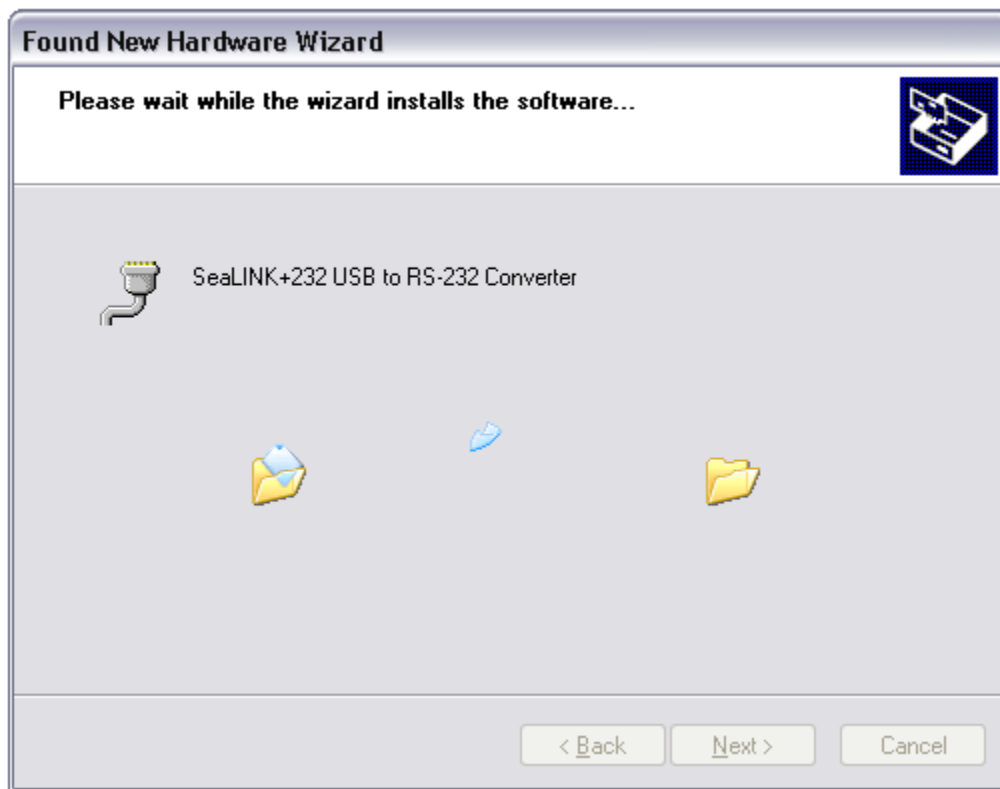 Found New Hardware Wizard
Please wait while the wizard installs the software...
SeaLINK+232 USB to RS-232 Converter
< Back
Next >
Cancel